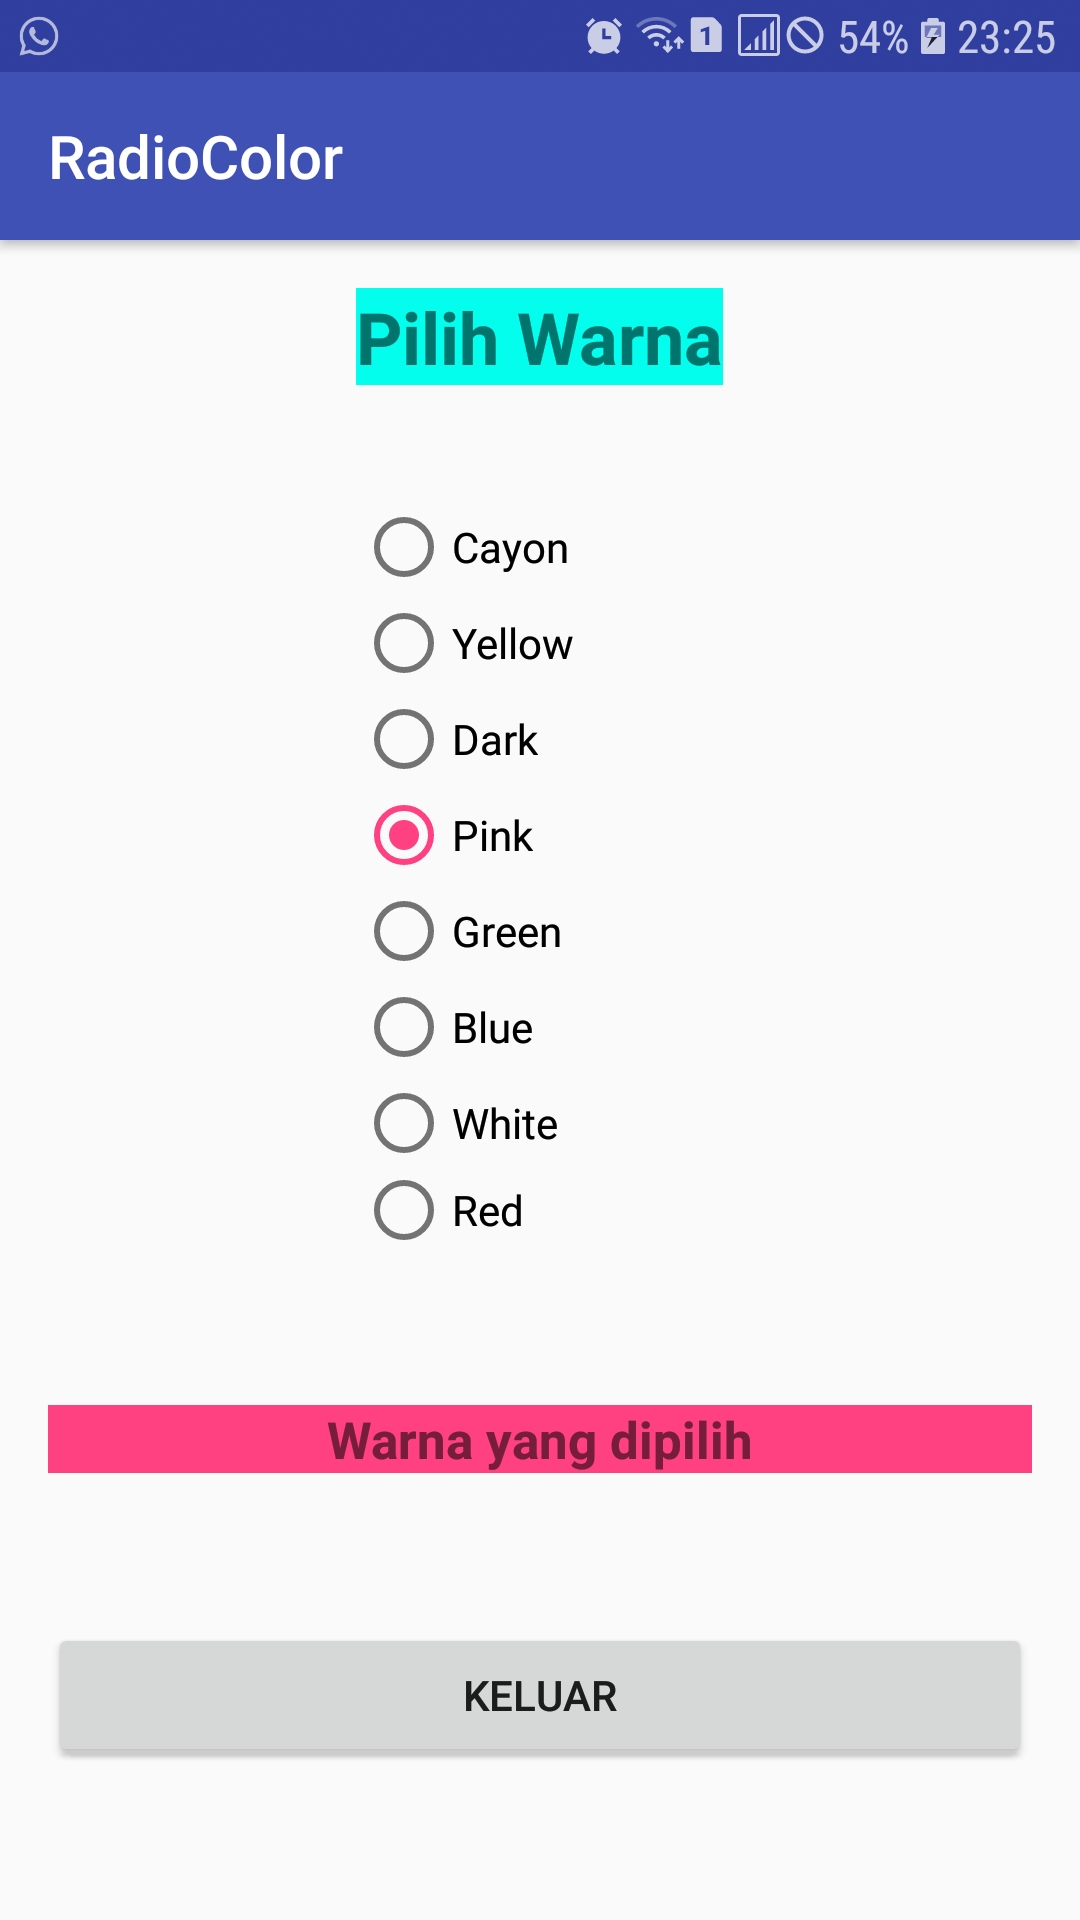 1 54% 23:25
RadioColor
Pilih Warna
Cayon
Yellow
Dark
Pink
Green
Blue
White
Red
Warna yang dipilih
KELUAR